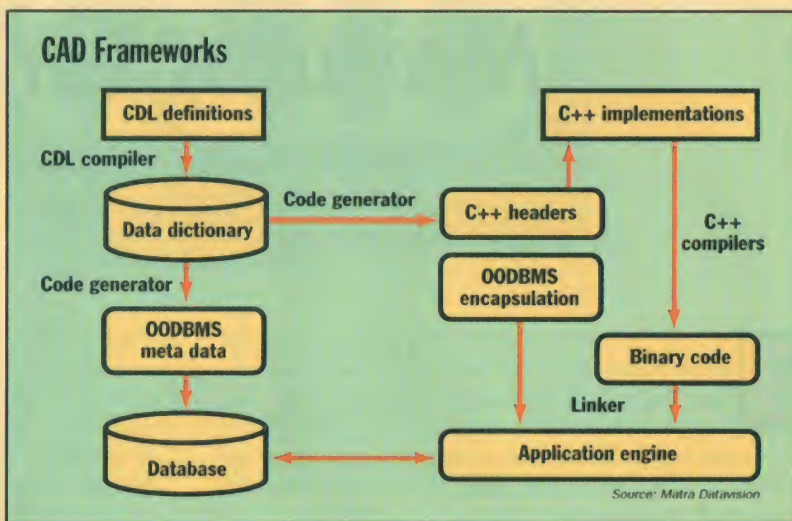 CAD Frameworks
CDL definitions
C++ implementations
CDL compiler
Code generator
Data dictionary
C++ headers
C++
compilers
Code generator
OODBMS
encapsulation
OODBMS
meta data
Binary code
Linker
Database
Application engine
Source: Matra Datavision